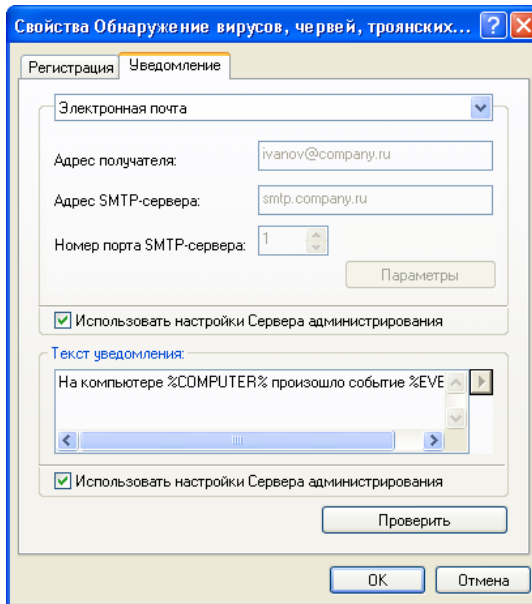 Свойства Обнаружение вирусов, червей, троянских...
Регистрация Уведомление
Электронная почта
Адрес получателя: ivanov@company.ru
Адрес SMTP-сервера: smtp.company.ru
Номер порта SMTP-сервера: 1
Параметры
Использовать настройки Сервера администрирования
Текст уведомления:
На компьютере %COMPUTER% произошло событие %EVE
Использовать настройки Сервера администрирования
Проверить
OK Отмена